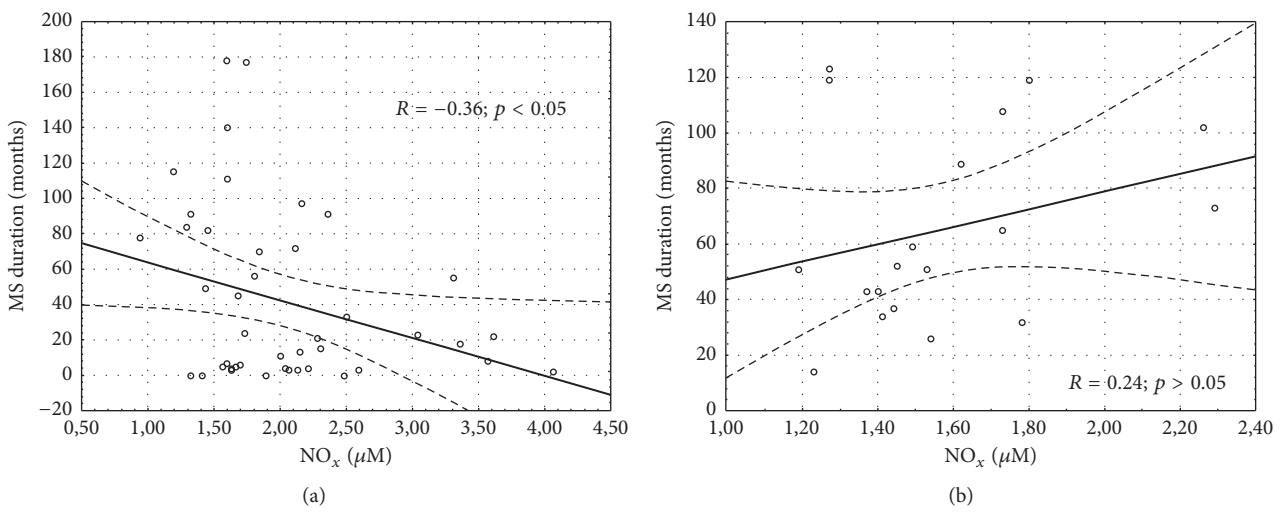 200
180
160
140
120
100
80
60
40
20
0
−20
MS duration (months)
R = −0.36; p < 0.05
0,50 1,00 1,50 2,00 2,50 3,00 3,50 4,00 4,50
NOx (μM)
(a)
140
120
100
80
60
40
20
0
MS duration (months)
R = 0.24; p > 0.05
1,00 1,20 1,40 1,60 1,80 2,00 2,20 2,40
NOx (μM)
(b)